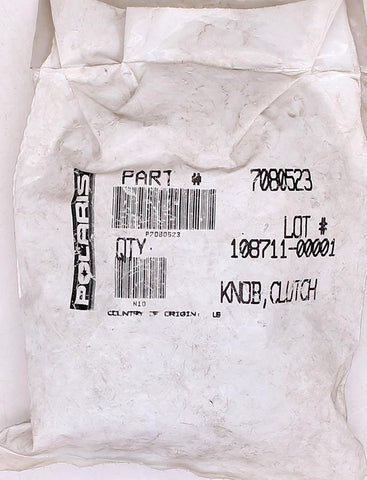 POLARIS
PART # 7080523
P7080523
LOT #
QTY. 108711-00001
N10
KNOB, CLUTCH
COUNTRY OF ORIGIN: US